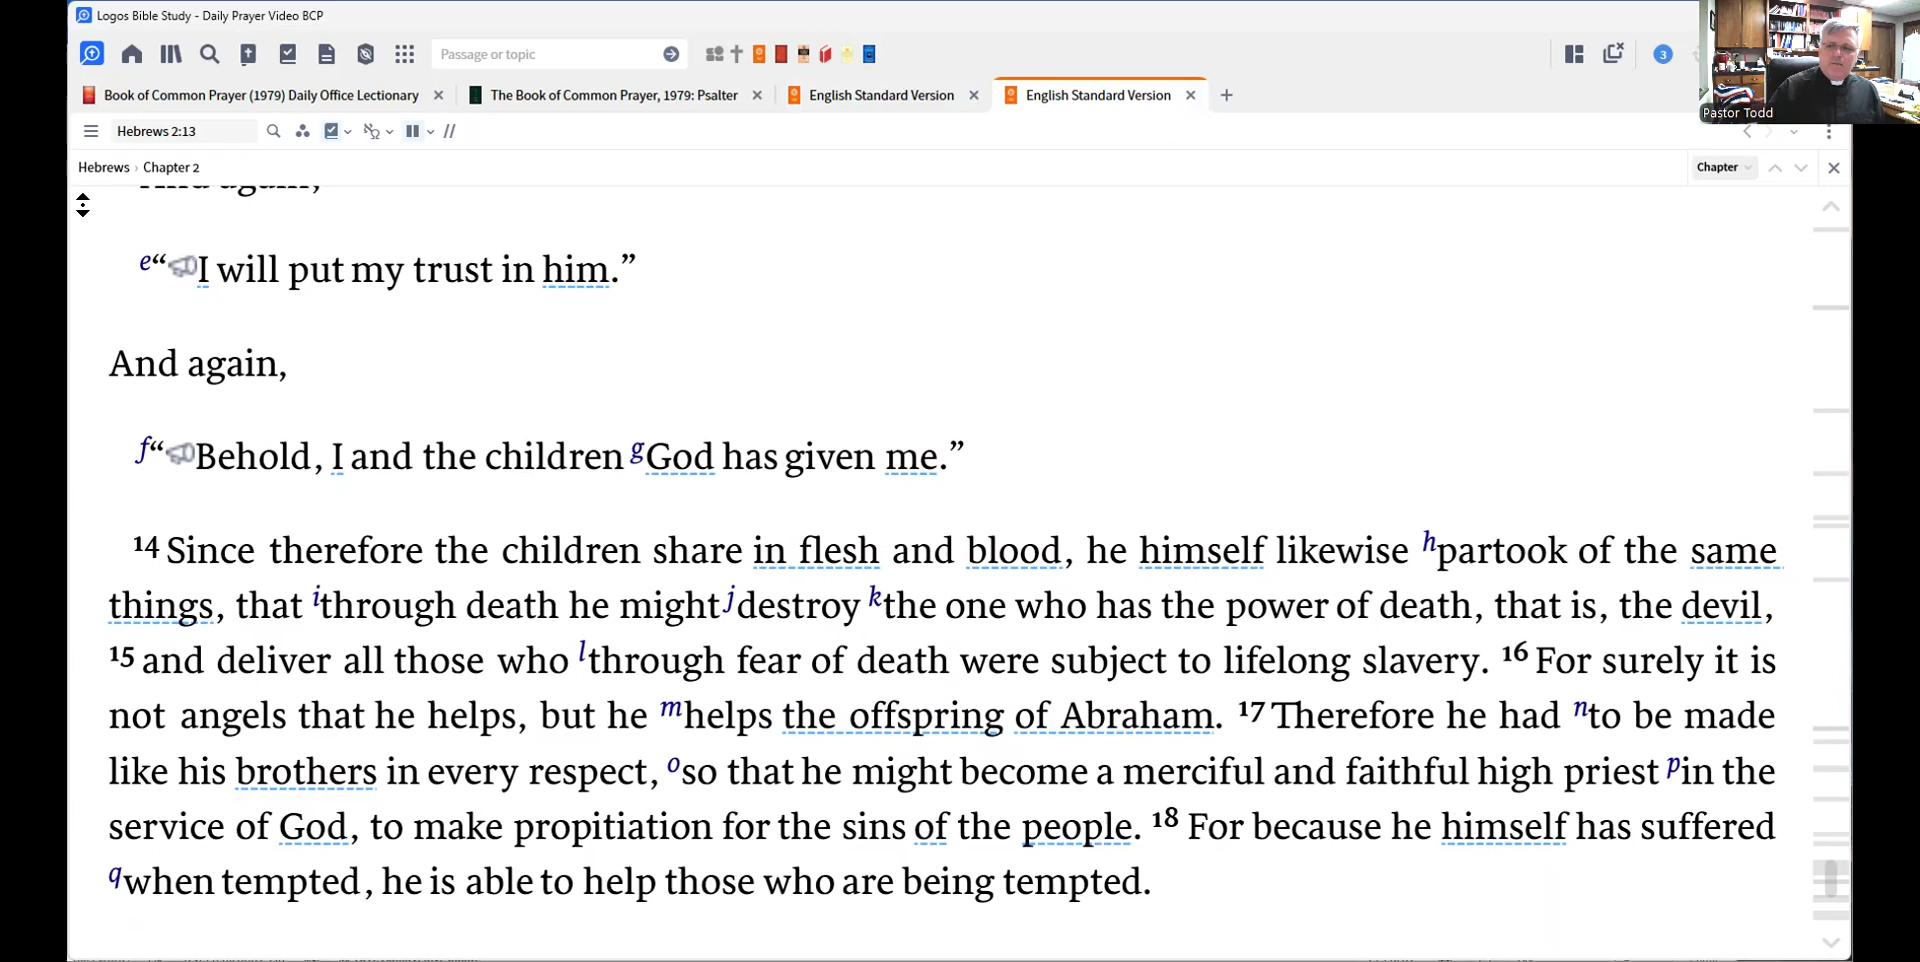 Logos Bible Study - Daily Prayer Video BCP
Passage or topic
3
Pastor Todd
Book of Common Prayer (1979) Daily Office Lectionary
The Book of Common Prayer, 1979: Psalter
English Standard Version
English Standard Version
Hebrews 2:13
Hebrews › Chapter 2
Chapter
And again,
e“I will put my trust in him.”
And again,
f“Behold, I and the children gGod has given me.”
14 Since therefore the children share in flesh and blood, he himself likewise hpartook of the same
things, that ithrough death he might jdestroy kthe one who has the power of death, that is, the devil,
15 and deliver all those who lthrough fear of death were subject to lifelong slavery. 16 For surely it is
not angels that he helps, but he mhelps the offspring of Abraham. 17 Therefore he had nto be made
like his brothers in every respect, oso that he might become a merciful and faithful high priest pin the
service of God, to make propitiation for the sins of the people. 18 For because he himself has suffered
qwhen tempted, he is able to help those who are being tempted.